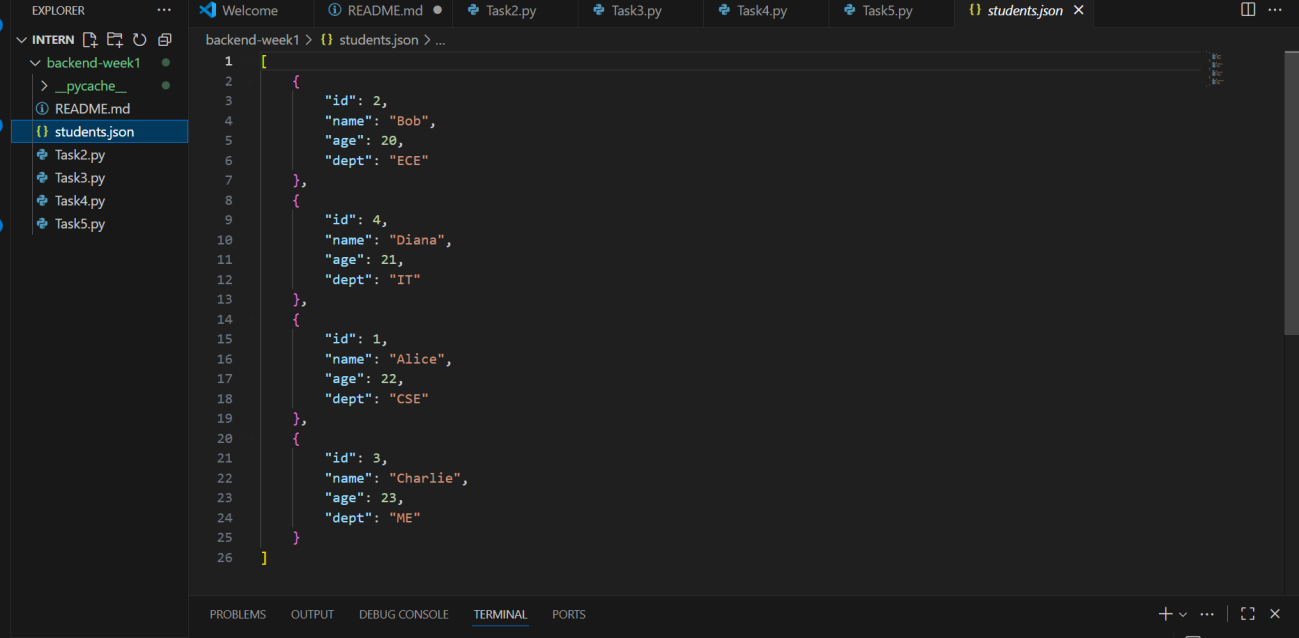 EXPLORER ...
INTERN
backend-week1
__pycache__
README.md
students.json
Task2.py
Task3.py
Task4.py
Task5.py
Welcome README.md Task2.py Task3.py Task4.py Task5.py {} students.json
backend-week1 > {} students.json > ...
1 [
2 {
3 "id": 2,
4 "name": "Bob",
5 "age": 20,
6 "dept": "ECE"
7 },
8 {
9 "id": 4,
10 "name": "Diana",
11 "age": 21,
12 "dept": "IT"
13 },
14 {
15 "id": 1,
16 "name": "Alice",
17 "age": 22,
18 "dept": "CSE"
19 },
20 {
21 "id": 3,
22 "name": "Charlie",
23 "age": 23,
24 "dept": "ME"
25 }
26 ]
PROBLEMS OUTPUT DEBUG CONSOLE TERMINAL PORTS